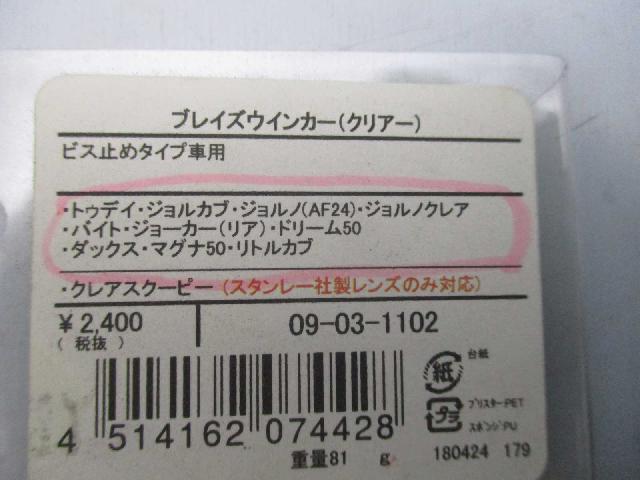 ブレイズウインカー(クリアー)
ビス止めタイプ車用
・トゥデイ・ジョルカブ・ジョルノ(AF24)・ジョルノクレア
・バイト・ジョーカー(リア)・ドリーム50
・ダックス・マグナ50・リトルカブ
・クレアスクーピー(スタンレー社製レンズのみ対応)
¥2,400
(税抜)
09-03-1102
台紙
紙
プラ
ブリスターPET
スポンジPU
4 514162 074428
重量81 g
180424 179